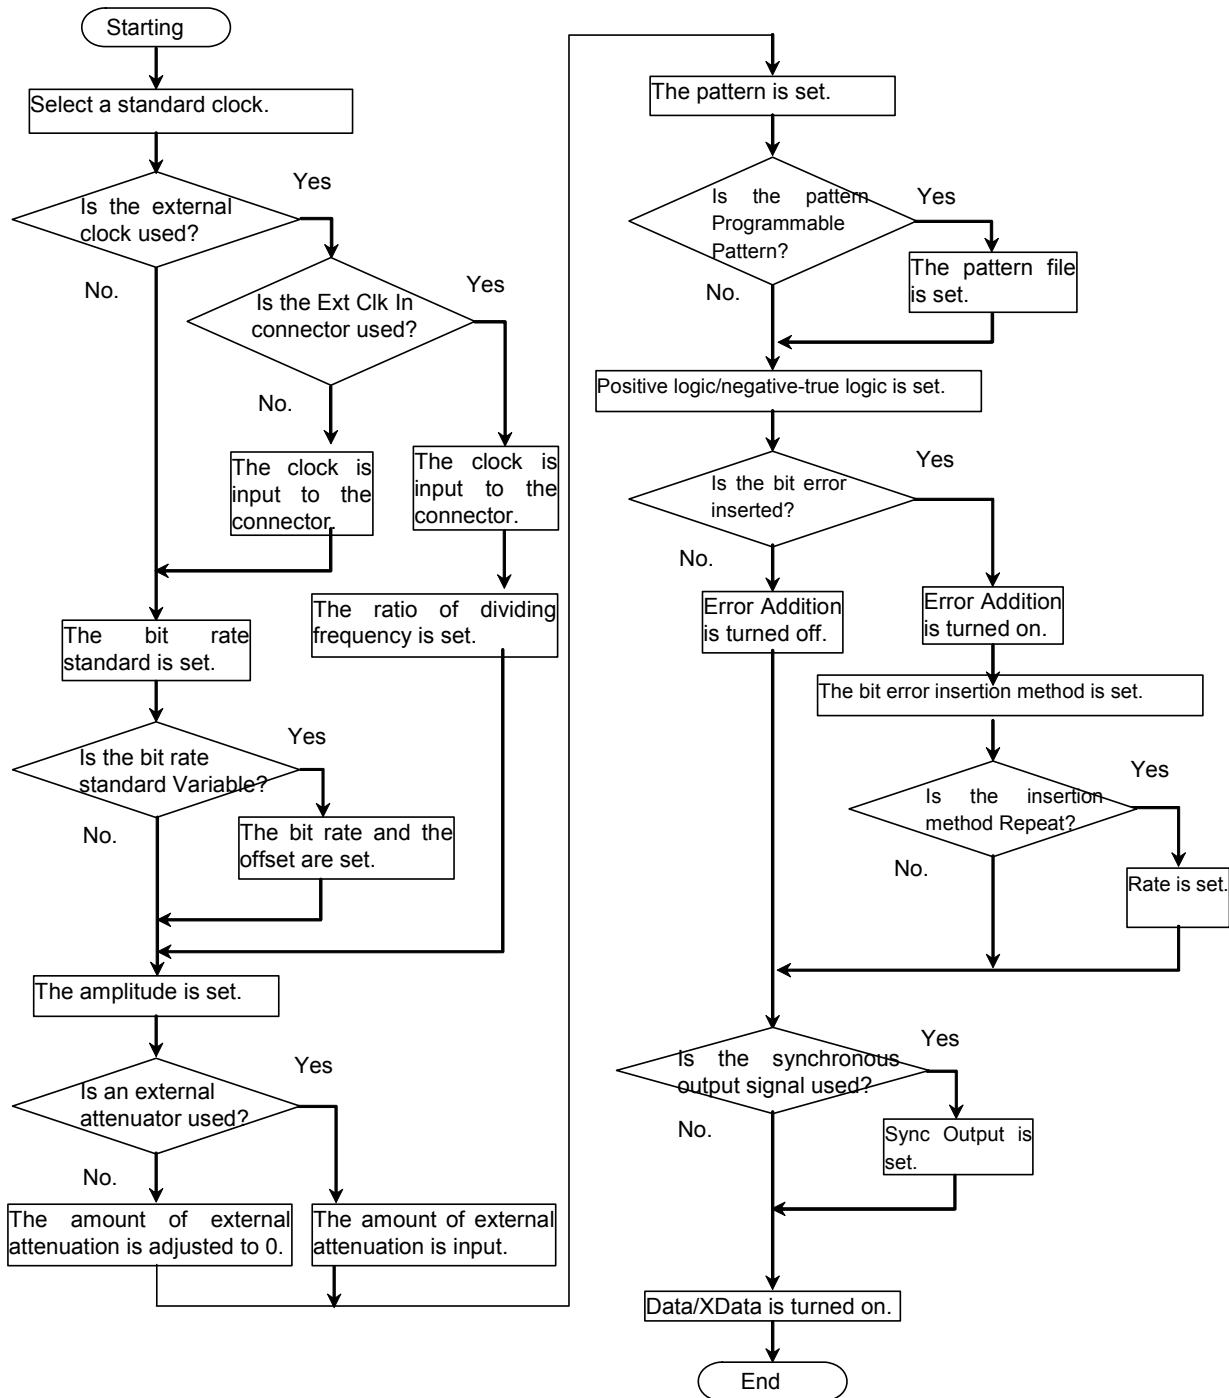 Starting
Select a standard clock.
Is the external
clock used?
Yes
No.
Is the Ext Clk In
connector used?
Yes
No.
The clock is
input to the
connector.
The clock is
input to the
connector.
The ratio of dividing
frequency is set.
The bit rate
standard is set.
Is the bit rate
standard Variable?
Yes
No.
The bit rate and the
offset are set.
The amplitude is set.
Is an external
attenuator used?
Yes
No.
The amount of external
attenuation is adjusted to 0.
The amount of external
attenuation is input.
The pattern is set.
Is the pattern
Programmable
Pattern?
Yes
No.
The pattern file
is set.
Positive logic/negative-true logic is set.
Is the bit error
inserted?
Yes
No.
Error Addition
is turned off.
Error Addition
is turned on.
The bit error insertion method is set.
Is the insertion
method Repeat?
Yes
No.
Rate is set.
Is the synchronous
output signal used?
Yes
No.
Sync Output is
set.
Data/XData is turned on.
End